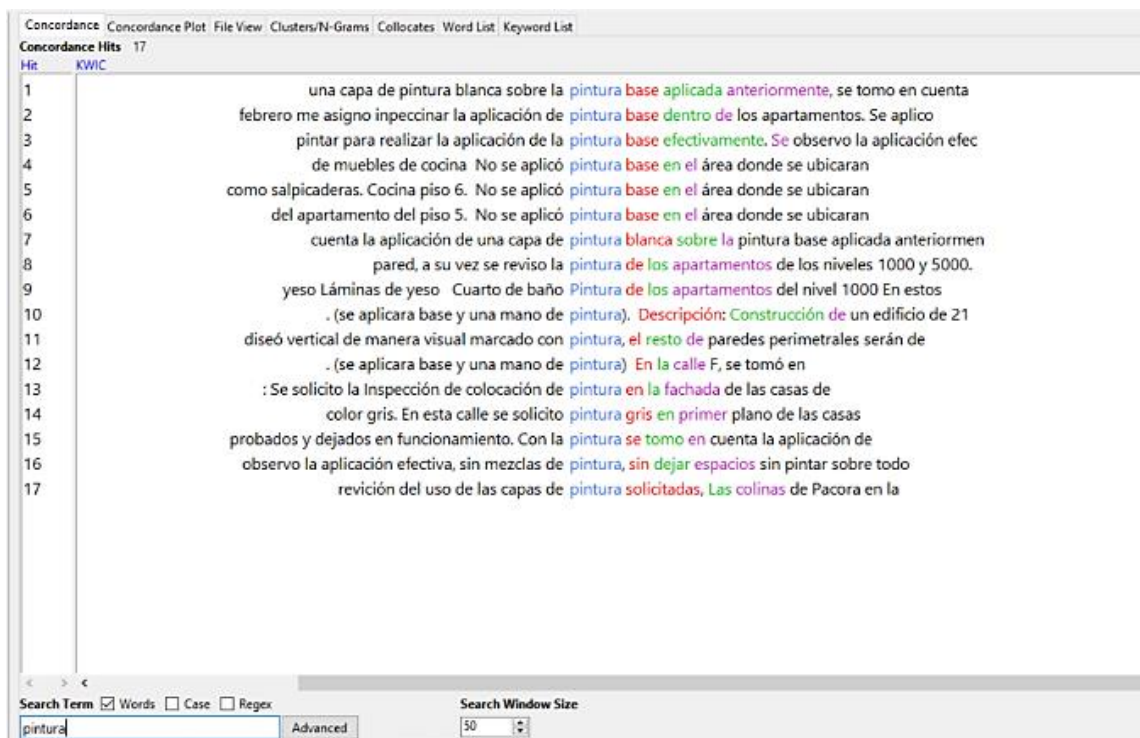 Concordance Concordance Plot File View Clusters/N-Grams Collocates Word List Keyword List
Concordance Hits 17
Hit KWIC
1 una capa de pintura blanca sobre la pintura base aplicada anteriormente, se tomo en cuenta
2 febrero me asigno inpeccinar la aplicación de pintura base dentro de los apartamentos. Se aplico
3 pintar para realizar la aplicación de la pintura base efectivamente. Se observo la aplicación efec
4 de muebles de cocina No se aplicó pintura base en el área donde se ubicaran
5 como salpicaderas. Cocina piso 6. No se aplicó pintura base en el área donde se ubicaran
6 del apartamento del piso 5. No se aplicó pintura base en el área donde se ubicaran
7 cuenta la aplicación de una capa de pintura blanca sobre la pintura base aplicada anteriormen
8 pared, a su vez se reviso la pintura de los apartamentos de los niveles 1000 y 5000.
9 yeso Láminas de yeso Cuarto de baño Pintura de los apartamentos del nivel 1000 En estos
10 . (se aplicara base y una mano de pintura). Descripción: Construcción de un edificio de 21
11 diseó vertical de manera visual marcado con pintura, el resto de paredes perimetrales serán de
12 . (se aplicara base y una mano de pintura) En la calle F, se tomó en
13 : Se solicito la Inspección de colocación de pintura en la fachada de las casas de
14 color gris. En esta calle se solicito pintura gris en primer plano de las casas
15 probados y dejados en funcionamiento. Con la pintura se tomo en cuenta la aplicación de
16 observo la aplicación efectiva, sin mezclas de pintura, sin dejar espacios sin pintar sobre todo
17 revición del uso de las capas de pintura solicitadas, Las colinas de Pacora en la
Search Term Words Case Regex Search Window Size
pintura Advanced 50